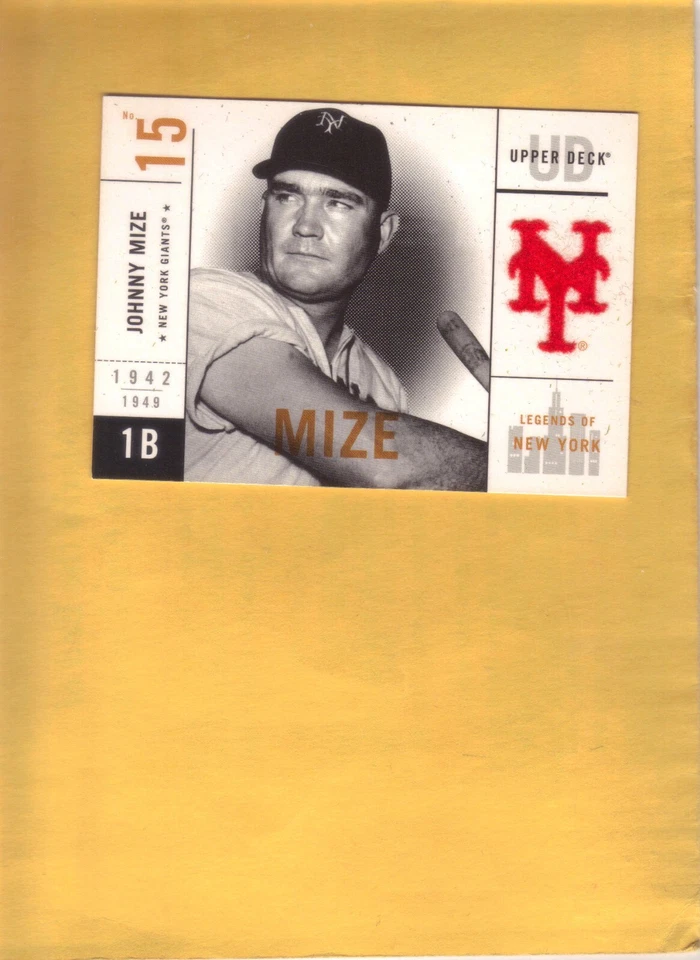 No 15
JOHNNY MIZE
★ NEW YORK GIANTS® ★
1942
1949
1B
NY
MIZE
UD
UPPER DECK®
NY®
LEGENDS OF
NEW YORK